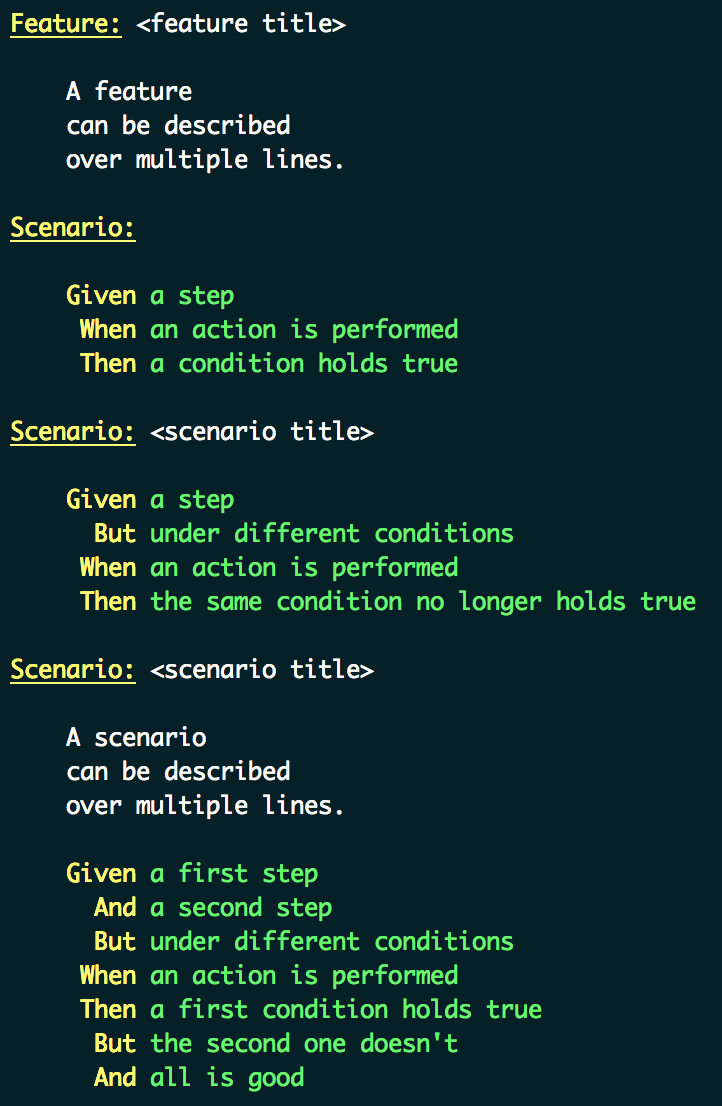 Feature: <feature title>
A feature
can be described
over multiple lines.
Scenario:
Given a step
When an action is performed
Then a condition holds true
Scenario: <scenario title>
Given a step
But under different conditions
When an action is performed
Then the same condition no longer holds true
Scenario: <scenario title>
A scenario
can be described
over multiple lines.
Given a first step
And a second step
But under different conditions
When an action is performed
Then a first condition holds true
But the second one doesn't
And all is good